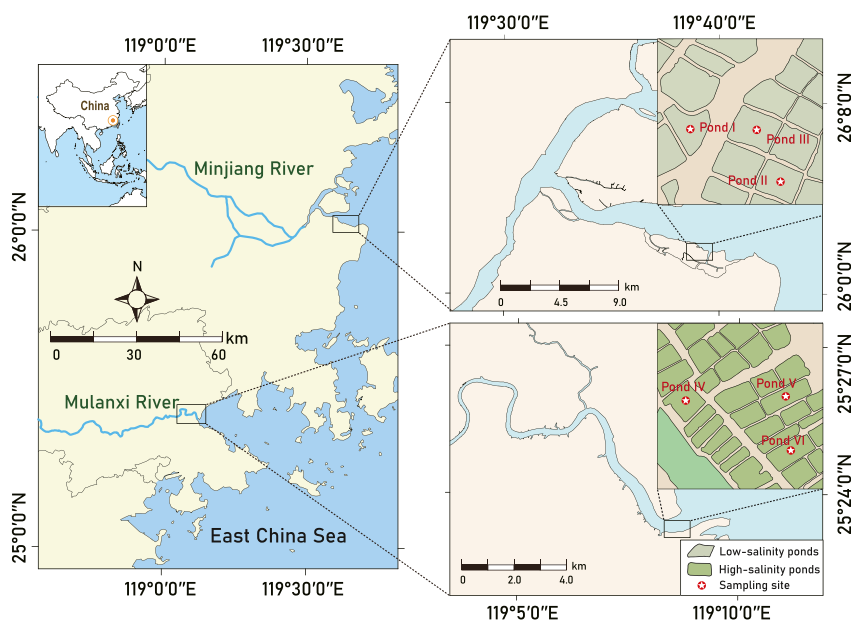 119°0'0"E
119°30'0"E
119°30'0"E
119°40'0"E
China
Minjiang River
26°0'0"N
N
km
0
30
60
Mulanxi River
East China Sea
25°0'0"N
119°0'0"E
119°30'0"E
Pond I
Pond III
Pond II
26°8'0"N
km
0
4.5
9.0
26°0'0"N
Pond IV
Pond V
Pond VI
25°27'0"N
25°24'0"N
km
0
2.0
4.0
Low-salinity ponds
High-salinity ponds
Sampling site
119°5'0"E
119°10'0"E